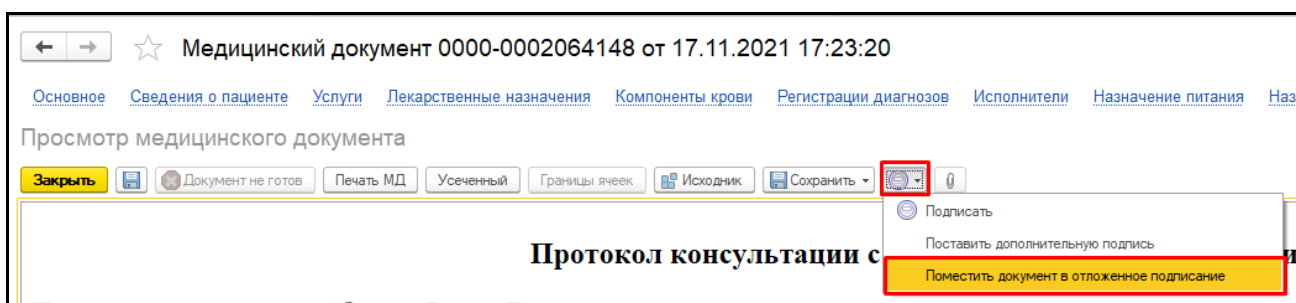 Медицинский документ 0000-0002064148 от 17.11.2021 17:23:20
Основное Сведения о пациенте Услуги Лекарственные назначения Компоненты крови Регистрации диагнозов Исполнители Назначение питания Наз
Просмотр медицинского документа
Закрыть Документ не готов Печать МД Усеченный Границы ячеек Исходник Сохранить
Подписать
Протокол консультации с
Поставить дополнительную подпись
Поместить документ в отложенное подписание